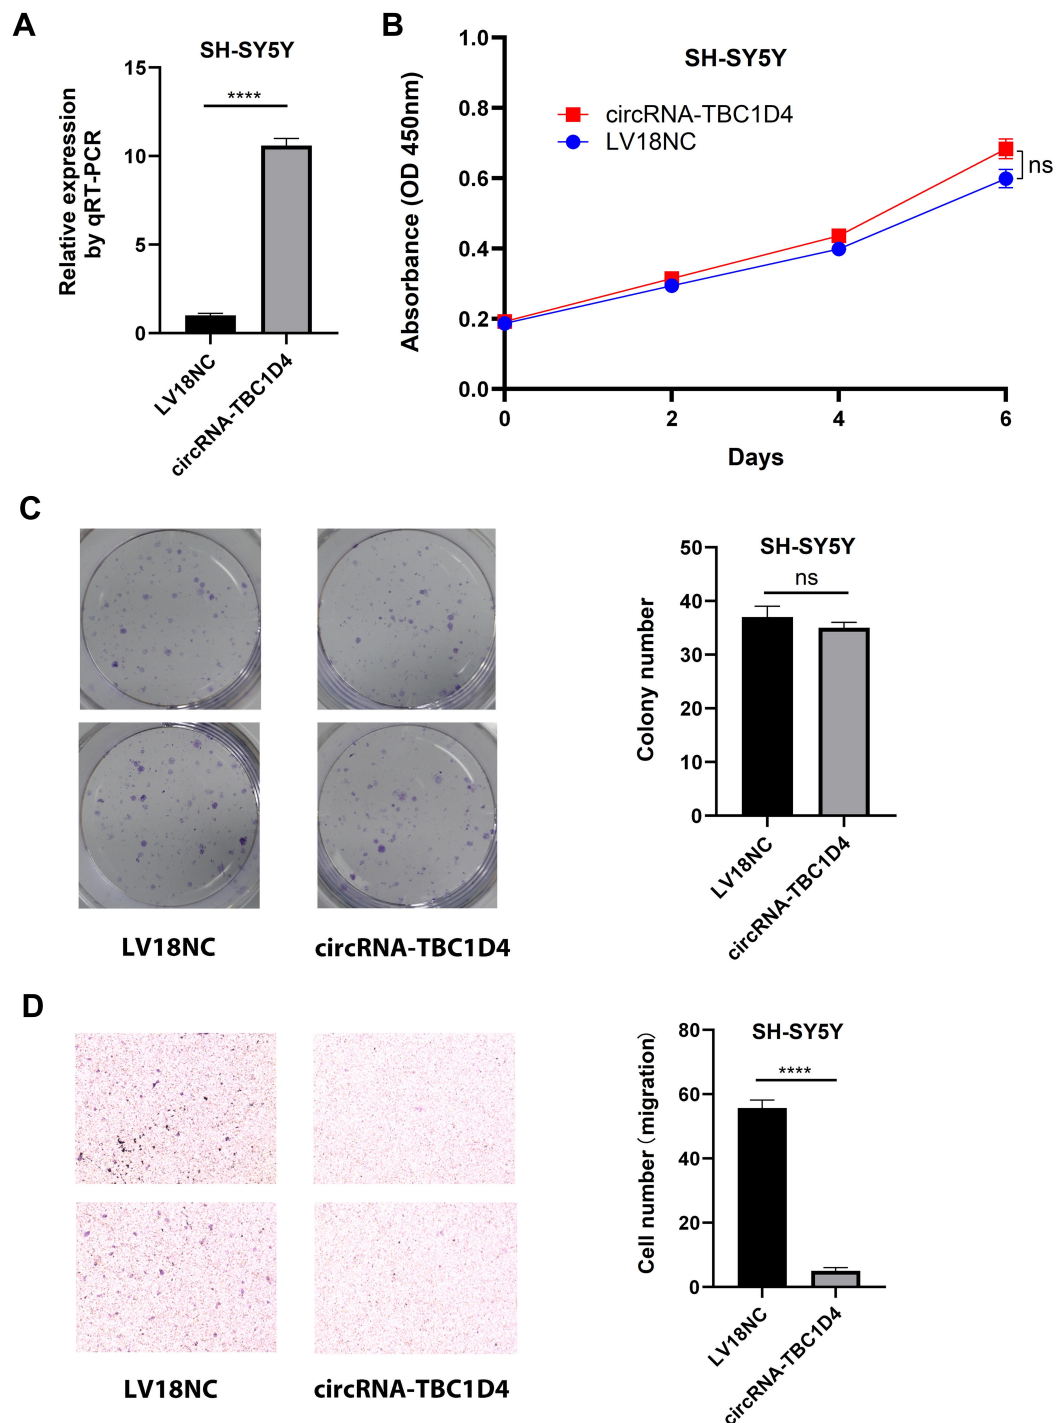 A
SH-SY5Y
15
10
5
0
Relative expression
by qRT-PCR
****
LV18NC
circRNA-TBC1D4
B
SH-SY5Y
1.0
0.8
0.6
0.4
0.2
0.0
Absorbance (OD 450nm)
circRNA-TBC1D4
LV18NC
ns
0 2 4 6
Days
C
LV18NC
circRNA-TBC1D4
SH-SY5Y
50
40
30
20
10
0
Colony number
ns
LV18NC
circRNA-TBC1D4
D
LV18NC
circRNA-TBC1D4
SH-SY5Y
80
60
40
20
0
Cell number（migration）
****
LV18NC
circRNA-TBC1D4